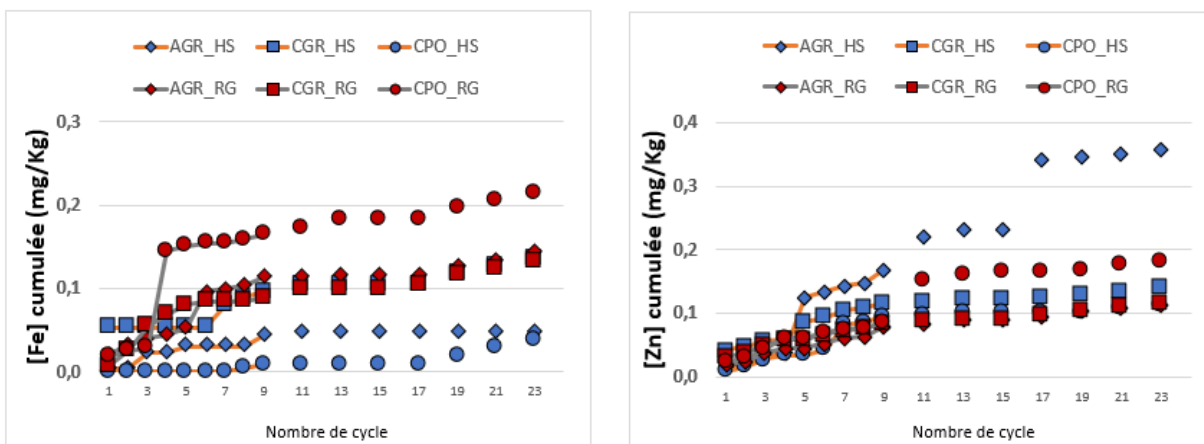 AGR_HS CGR_HS CPO_HS
AGR_RG CGR_RG CPO_RG
[Fe] cumulée (mg/Kg)
0,3
0,2
0,1
0,0
1 3 5 7 9 11 13 15 17 19 21 23
Nombre de cycle
AGR_HS CGR_HS CPO_HS
AGR_RG CGR_RG CPO_RG
[Zn] cumulée (mg/Kg)
0,4
0,3
0,2
0,1
0,0
1 3 5 7 9 11 13 15 17 19 21 23
Nombre de cycle